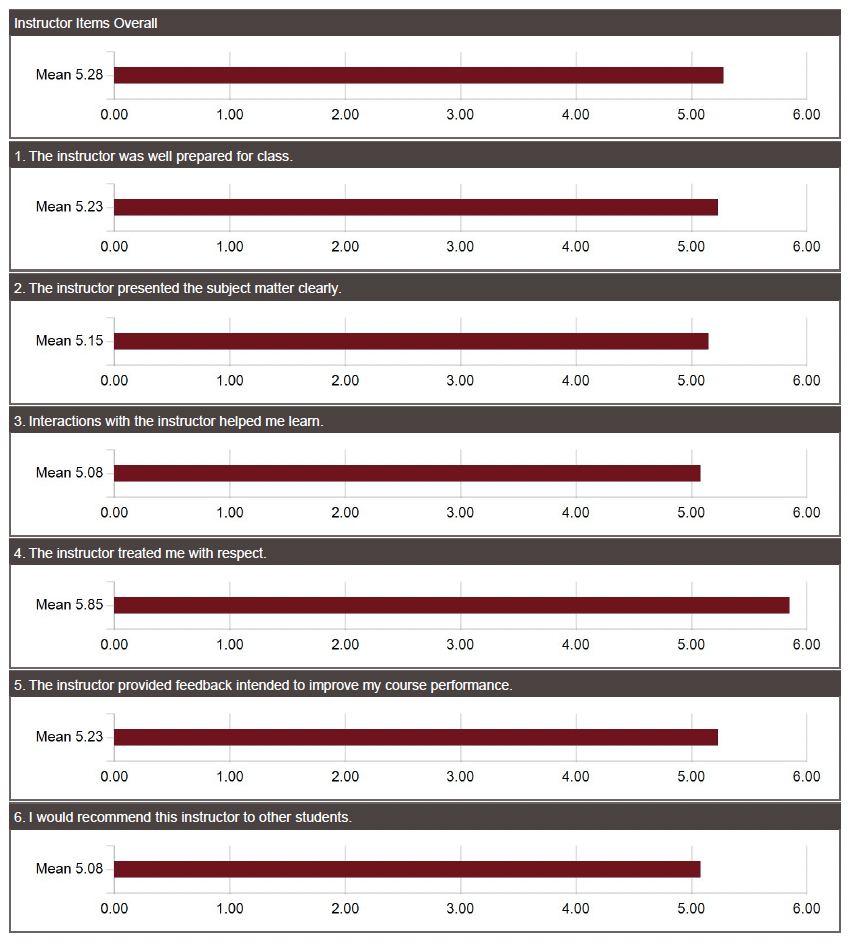 Instructor Items Overall
Mean 5.28
0.00 1.00 2.00 3.00 4.00 5.00 6.00
1. The instructor was well prepared for class.
Mean 5.23
0.00 1.00 2.00 3.00 4.00 5.00 6.00
2. The instructor presented the subject matter clearly.
Mean 5.15
0.00 1.00 2.00 3.00 4.00 5.00 6.00
3. Interactions with the instructor helped me learn.
Mean 5.08
0.00 1.00 2.00 3.00 4.00 5.00 6.00
4. The instructor treated me with respect.
Mean 5.85
0.00 1.00 2.00 3.00 4.00 5.00 6.00
5. The instructor provided feedback intended to improve my course performance.
Mean 5.23
0.00 1.00 2.00 3.00 4.00 5.00 6.00
6. I would recommend this instructor to other students.
Mean 5.08
0.00 1.00 2.00 3.00 4.00 5.00 6.00